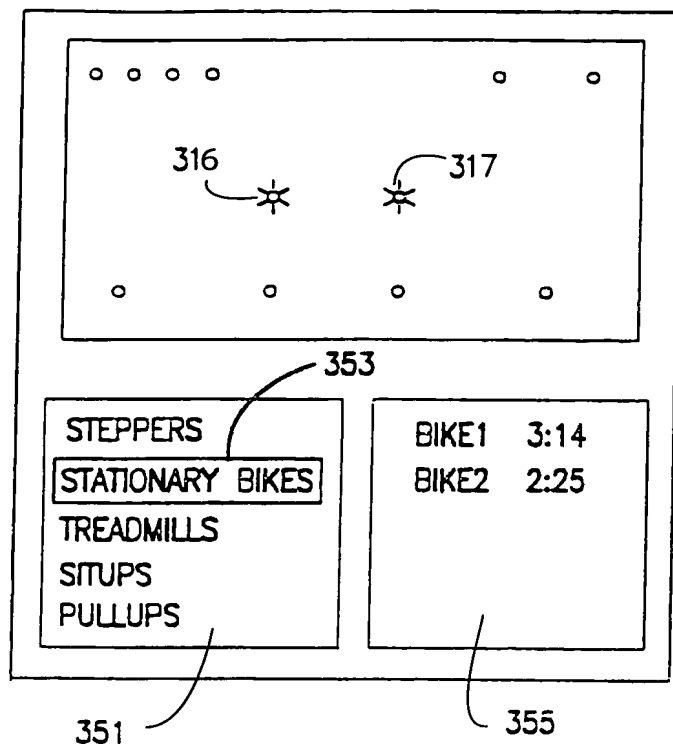 316
317
353
STEPPERS
STATIONARY BIKES
TREADMILLS
SITUPS
PULLUPS
BIKE1 3:14
BIKE2 2:25
351
355